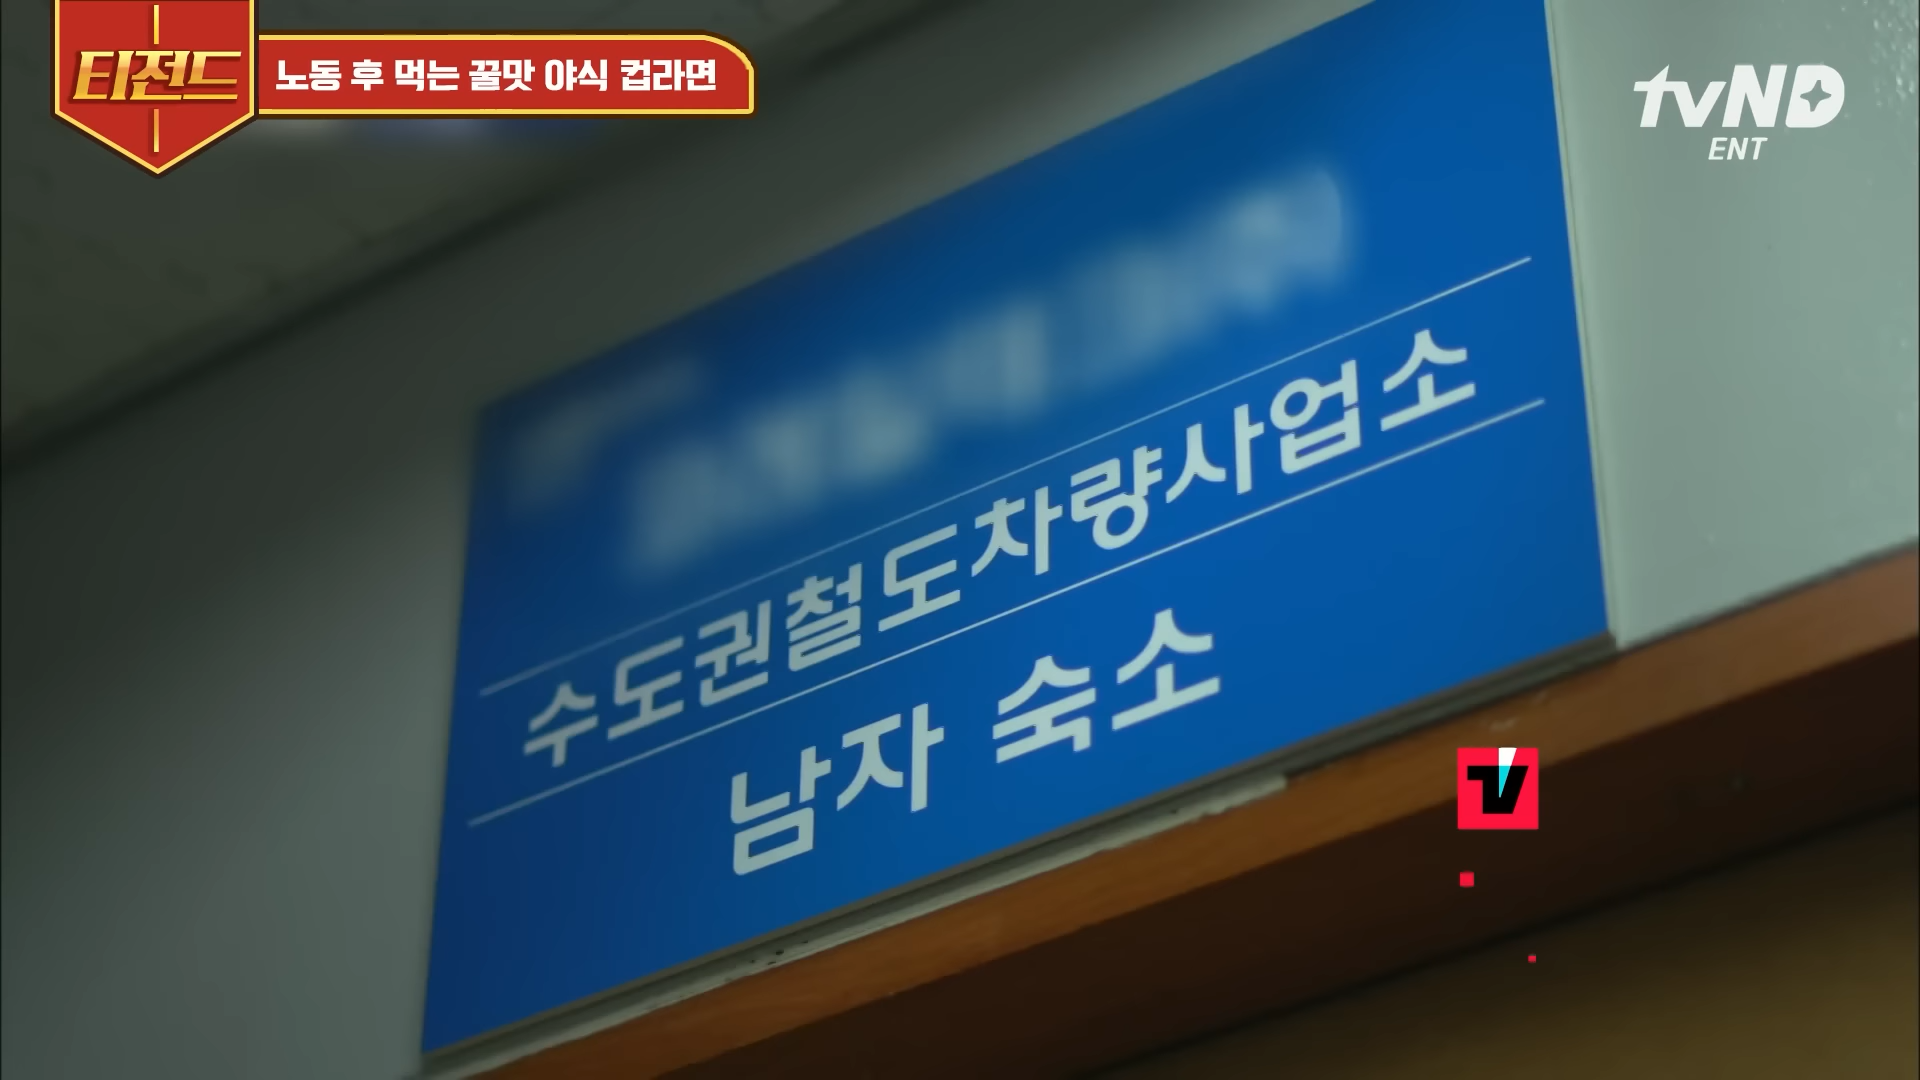 티전드
노동 후 먹는 꿀맛 야식 컵라면
tvND
ENT
수도권철도차량사업소
남자 숙소